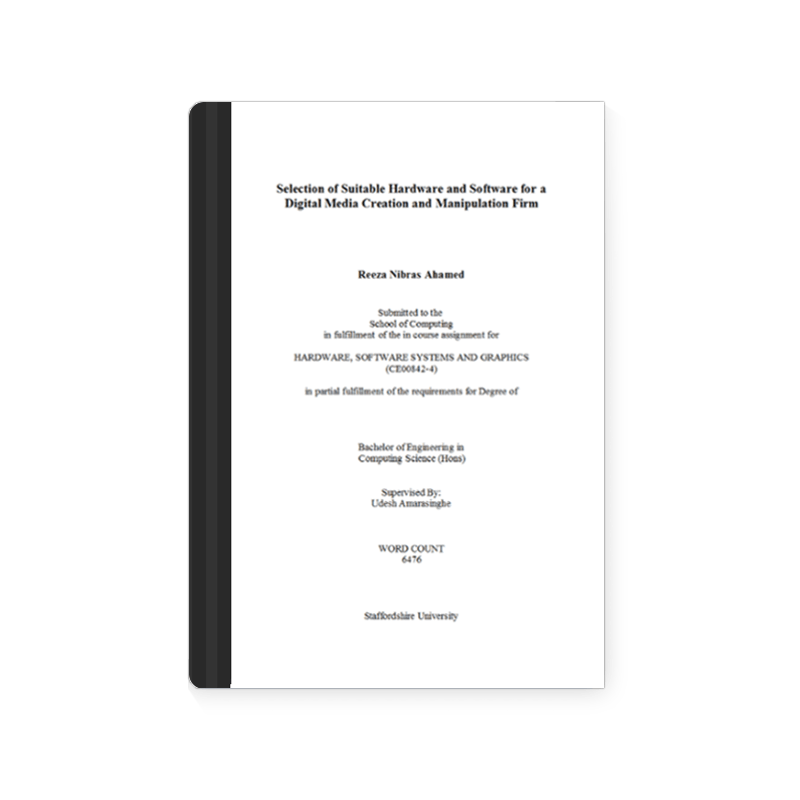 Selection of Suitable Hardware and Software for a
Digital Media Creation and Manipulation Firm
Reeza Nibras Ahamed
Submitted to the
School of Computing
in fulfillment of the in course assignment for
HARDWARE, SOFTWARE SYSTEMS AND GRAPHICS
(CE00842-4)
in partial fulfillment of the requirements for Degree of
Bachelor of Engineering in
Computing Science (Hons)
Supervised By:
Udesh Amarasinghe
WORD COUNT
6476
Staffordshire University